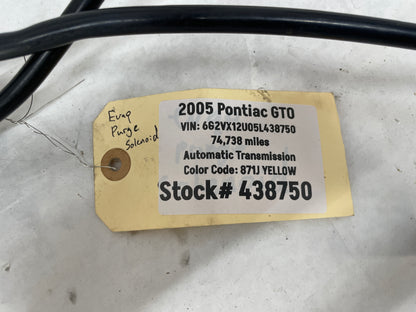 Evap
Purge
Solenoid
2005 Pontiac GTO
VIN: 6G2VX12U05L438750
74,738 miles
Automatic Transmission
Color Code: 871J YELLOW
Stock# 438750